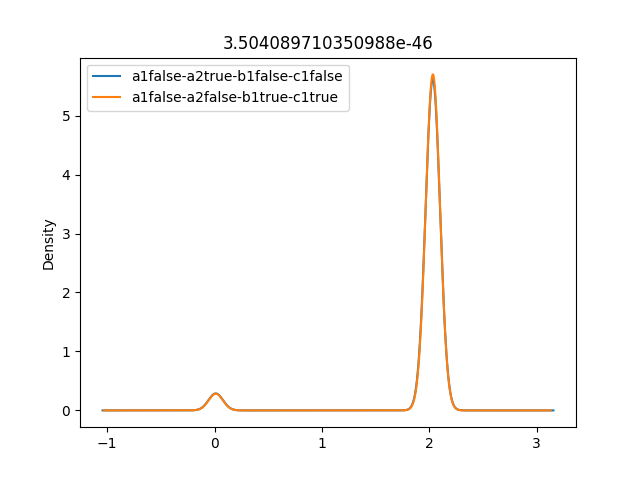 3.504089710350988e-46
a1false-a2true-b1false-c1false
a1false-a2false-b1true-c1true
Density
5
4
3
2
1
0
−1
0
1
2
3